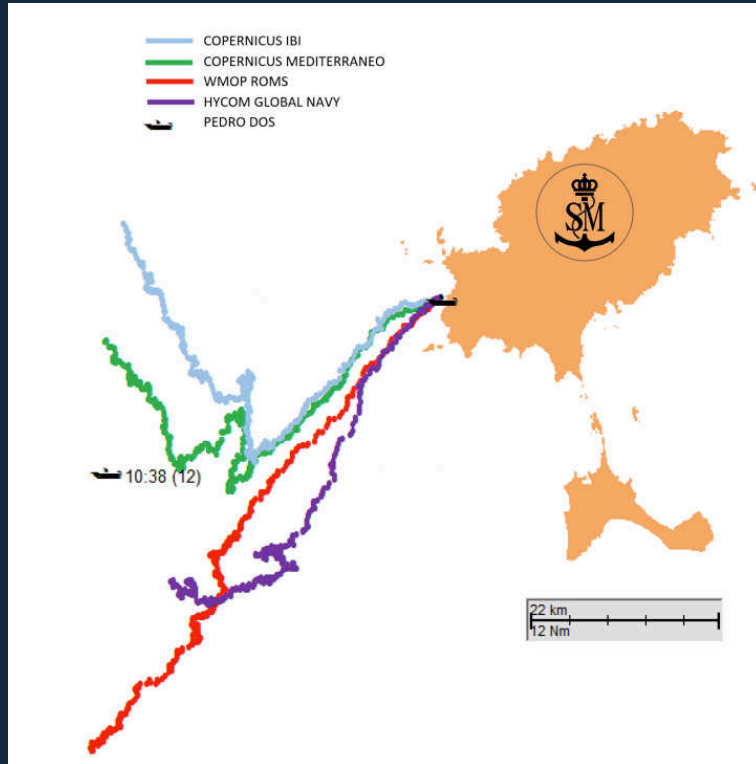 COPERNICUS IBI
COPERNICUS MEDITERRANEO
WMOP ROMS
HYCOM GLOBAL NAVY
PEDRO DOS
SM
10:38 (12)
22 km
12 Nm